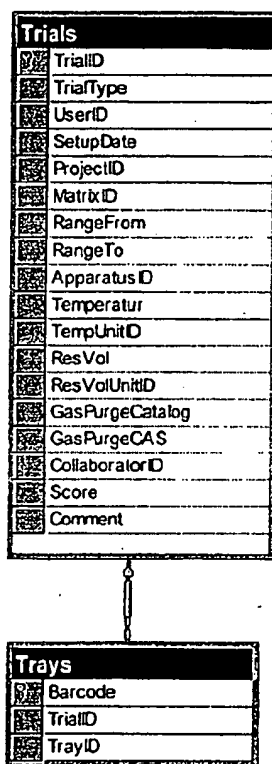 Trials
TrialID
TrialType
UserID
SetupDate
ProjectID
MatrixID
RangeFrom
RangeTo
ApparatusID
Temperatur
TempUnitID
ResVol
ResVolUnitID
GasPurgeCatalog
GasPurgeCAS
CollaboratorID
Score
Comment
Trays
Barcode
TrialID
TrayID